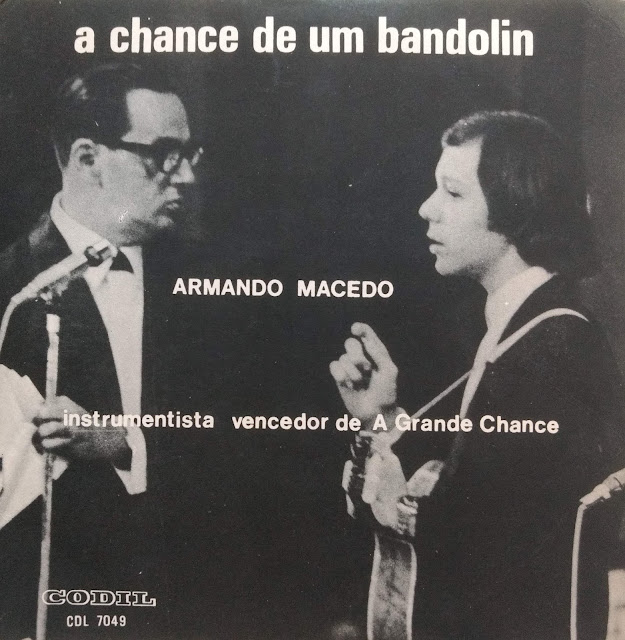 a chance de um bandolin
ARMANDO MACEDO
instrumentista vencedor de A Grande Chance
CODIL
CDL 7049